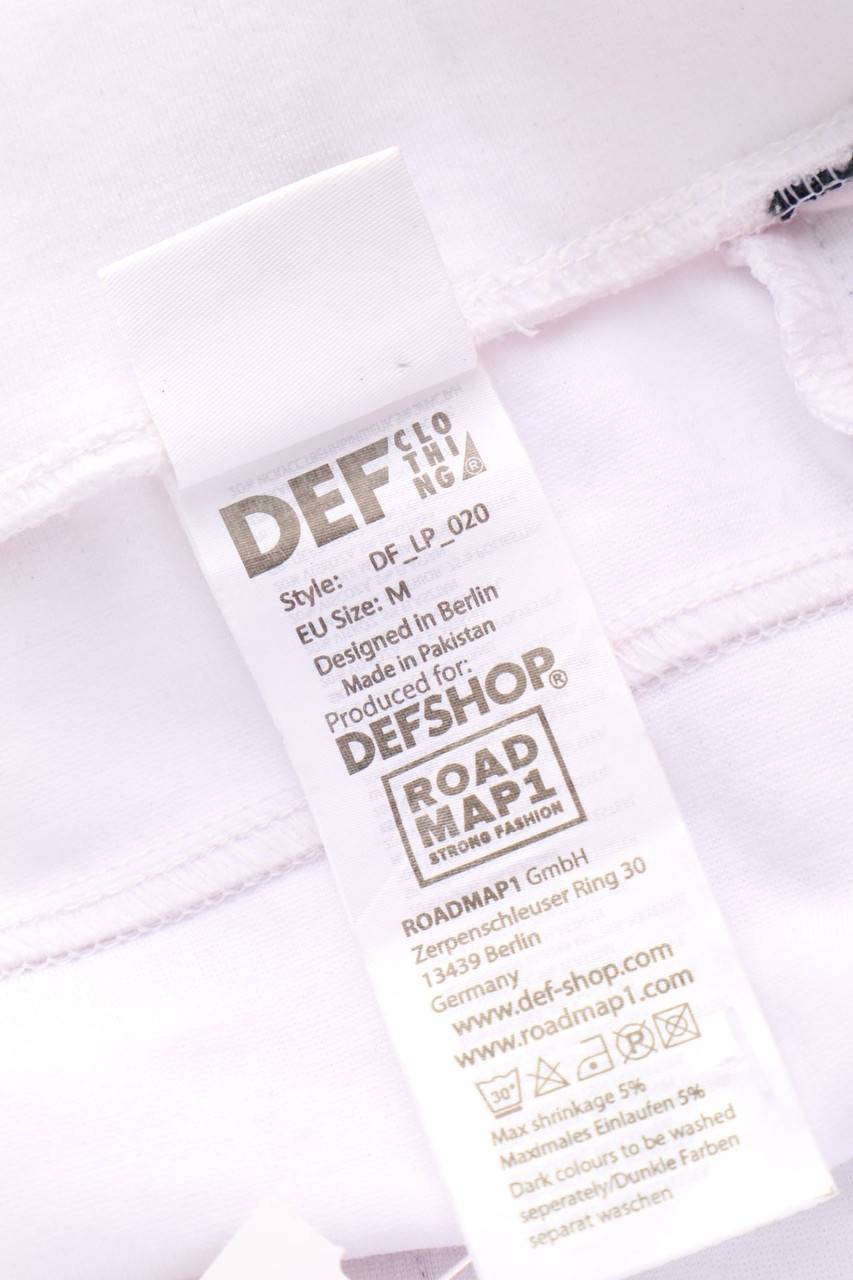 DEF CLOTHING®
Style: DF_LP_020
EU Size: M
Designed in Berlin
Made in Pakistan
Produced for:
DEFSHOP®
ROAD
MAP1
STRONG FASHION
ROADMAP1 GmbH
Zerpenschleuser Ring 30
13439 Berlin
Germany
www.def-shop.com
www.roadmap1.com
30°
Max shrinkage 5%
Maximales Einlaufen 5%
Dark colours to be washed
seperately/Dunkle Farben
separat waschen